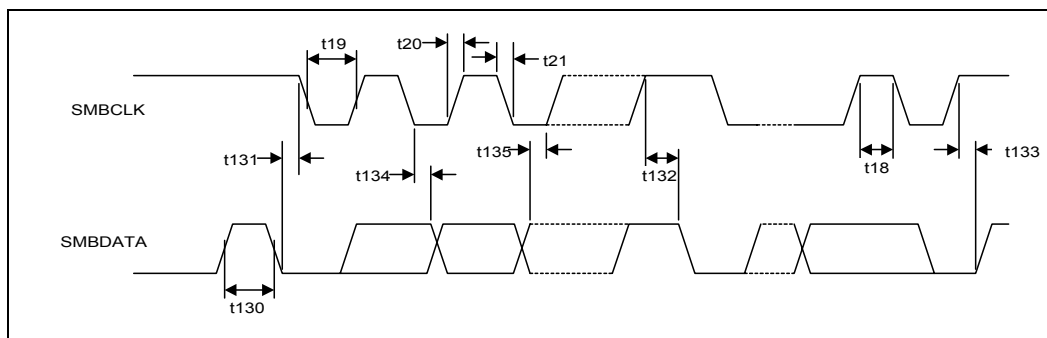 t19
t20
t21
SMBCLK
t131
t134
t135
t132
t18
t133
SMBDATA
t130